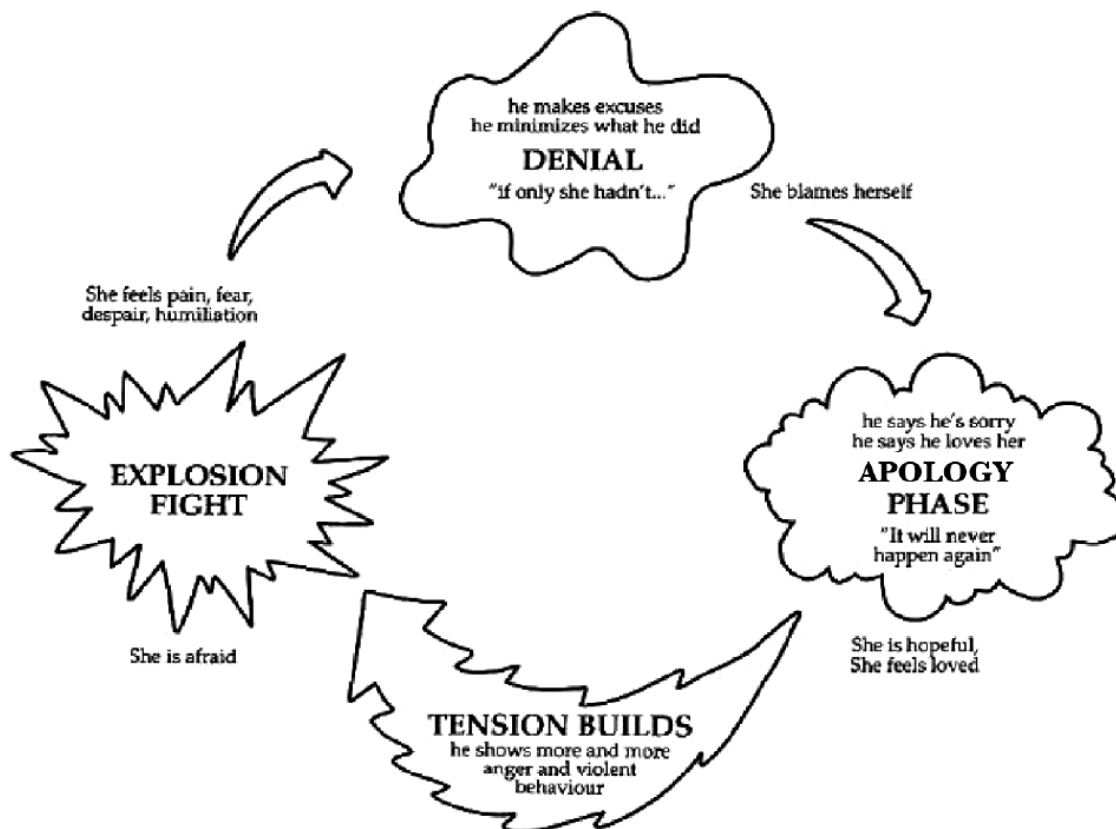 he makes excuses
he minimizes what he did
DENIAL
"if only she hadn't..."
She blames herself
She feels pain, fear,
despair, humiliation
EXPLOSION
FIGHT
She is afraid
he says he's sorry
he says he loves her
APOLOGY
PHASE
"It will never
happen again"
She is hopeful,
She feels loved
TENSION BUILDS
he shows more and more
anger and violent
behaviour